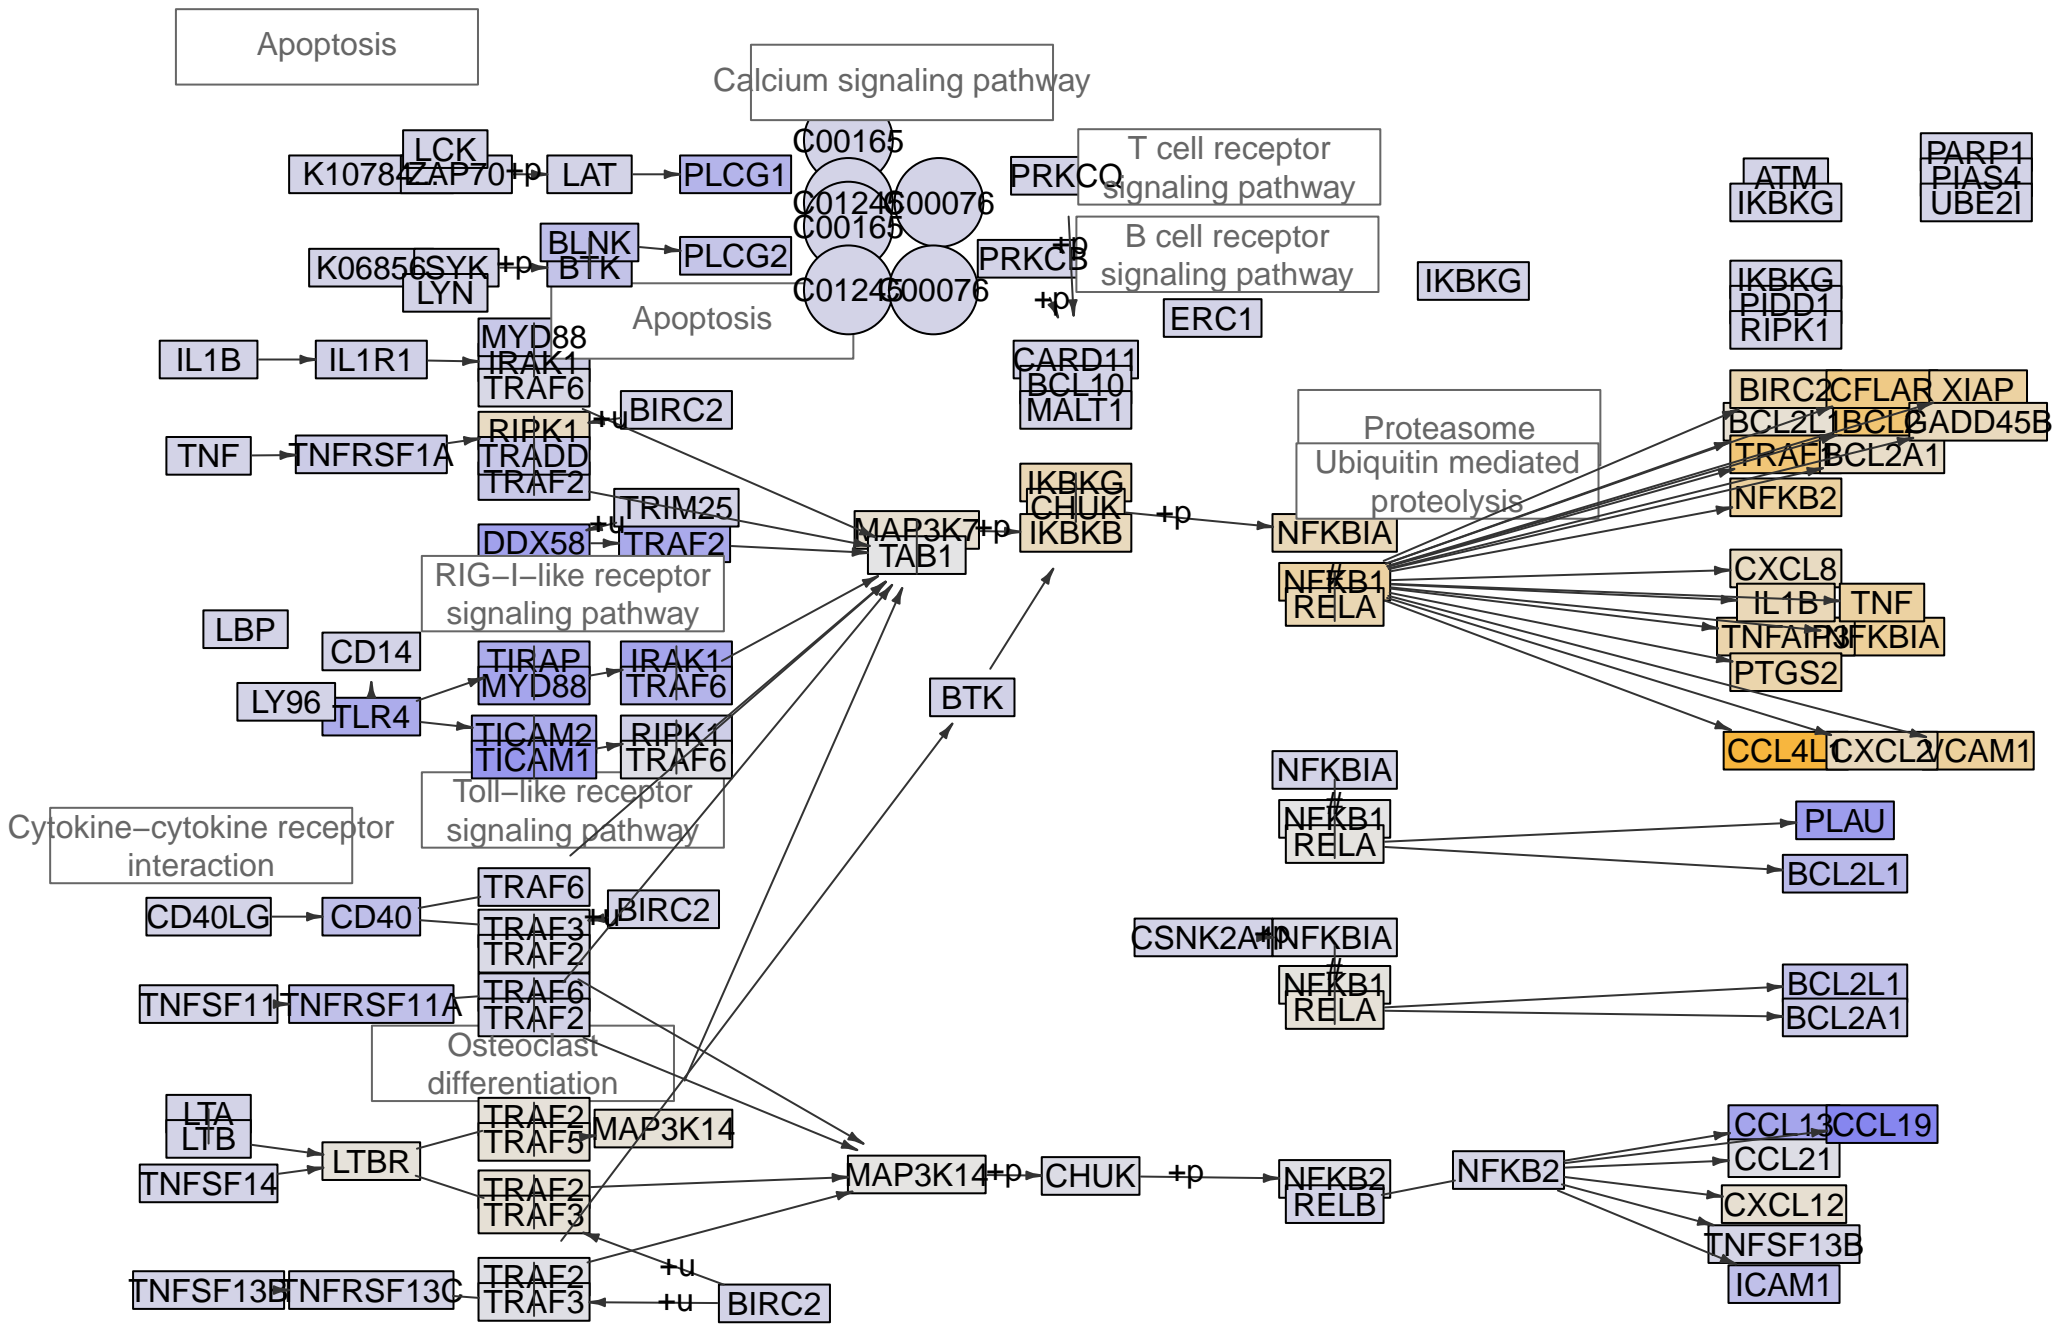 Apoptosis
Calcium signaling pathway
T cell receptor
signaling pathway
B cell receptor
signaling pathway
LCK
K10784
ZAP70
+p
LAT
PLCG1
C00165
C01246
C00076
C00165
C01245
C00076
PRKCQ
PRKCB
+p
+p
ERC1
IKBKG
ATM
IKBKG
PARP1
PIAS4
UBE2I
K06856
SYK
LYN
+p
BLNK
BTK
PLCG2
Apoptosis
IKBKG
PIDD1
RIPK1
IL1B
IL1R1
MYD88
IRAK1
TRAF6
CARD11
BCL10
MALT1
BIRC2
+u
TNF
TNFRSF1A
RIPK1
TRADD
TRAF2
Proteasome
Ubiquitin mediated
proteolysis
BIRC2
CFLAR
XIAP
BCL2L1
BCL2
GADD45B
TRAF1
BCL2A1
NFKB2
TRIM25
+u
DDX58
TRAF2
MAP3K7
TAB1
+p
IKBKG
CHUK
IKBKB
+p
NFKBIA
NFKB1
RELA
CXCL8
IL1B
TNF
TNFAIP3
NFKBIA
PTGS2
CCL4L1
CXCL2
VCAM1
RIG−I−like receptor
signaling pathway
LBP
CD14
LY96
TLR4
TIRAP
MYD88
IRAK1
TRAF6
TICAM2
TICAM1
RIPK1
TRAF6
BTK
Toll−like receptor
signaling pathway
Cytokine−cytokine receptor
interaction
NFKBIA
NFKB1
RELA
PLAU
BCL2L1
CD40LG
CD40
TRAF6
TRAF3
TRAF2
+u
BIRC2
CSNK2A1
+p
NFKBIA
NFKB1
RELA
BCL2L1
BCL2A1
TNFSF11
TNFRSF11A
TRAF6
TRAF2
Osteoclast
differentiation
LTA
LTB
TNFSF14
LTBR
TRAF2
TRAF5
MAP3K14
TRAF2
TRAF3
MAP3K14
+p
CHUK
+p
NFKB2
RELB
NFKB2
CCL13
CCL19
CCL21
CXCL12
TNFSF13B
ICAM1
TNFSF13B
TNFRSF13C
TRAF2
TRAF3
+u
+u
BIRC2